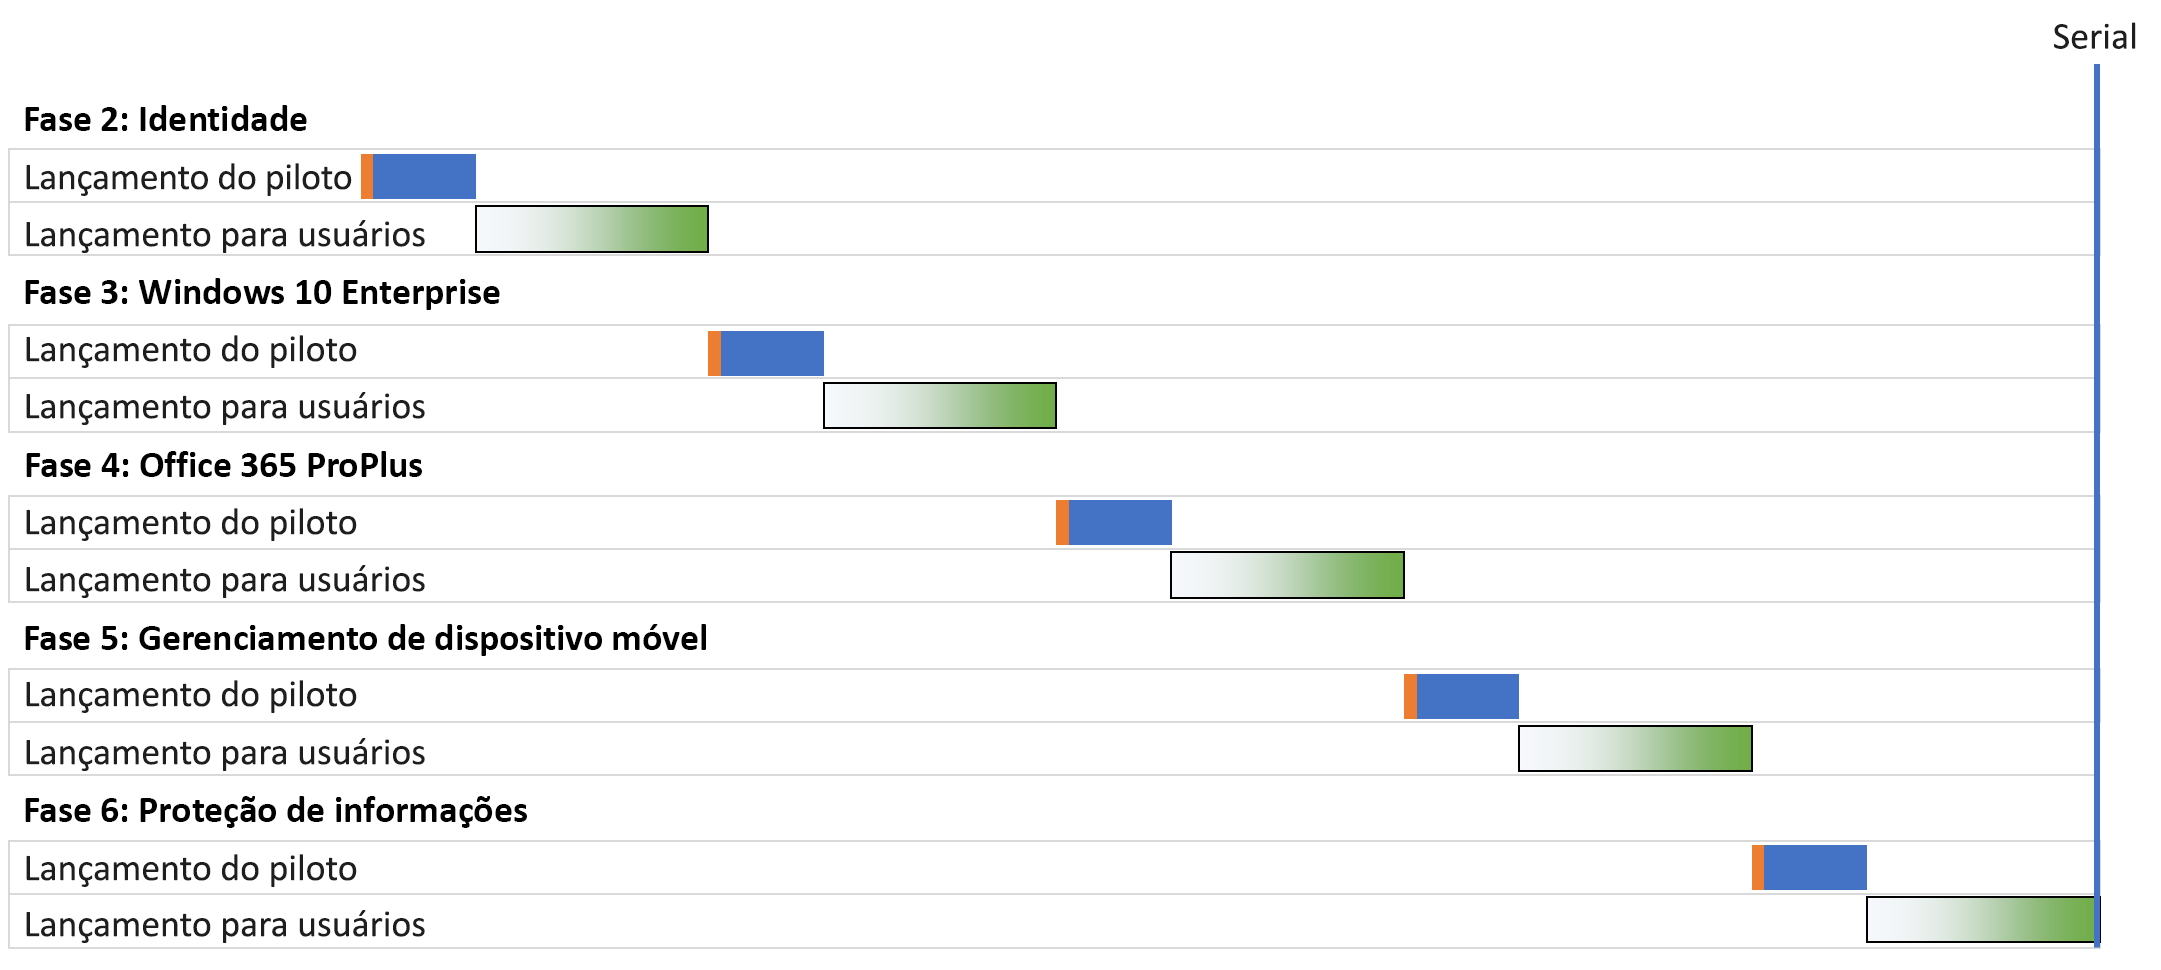 Serial
Fase 2: Identidade
Lançamento do piloto
Lançamento para usuários
Fase 3: Windows 10 Enterprise
Lançamento do piloto
Lançamento para usuários
Fase 4: Office 365 ProPlus
Lançamento do piloto
Lançamento para usuários
Fase 5: Gerenciamento de dispositivo móvel
Lançamento do piloto
Lançamento para usuários
Fase 6: Proteção de informações
Lançamento do piloto
Lançamento para usuários